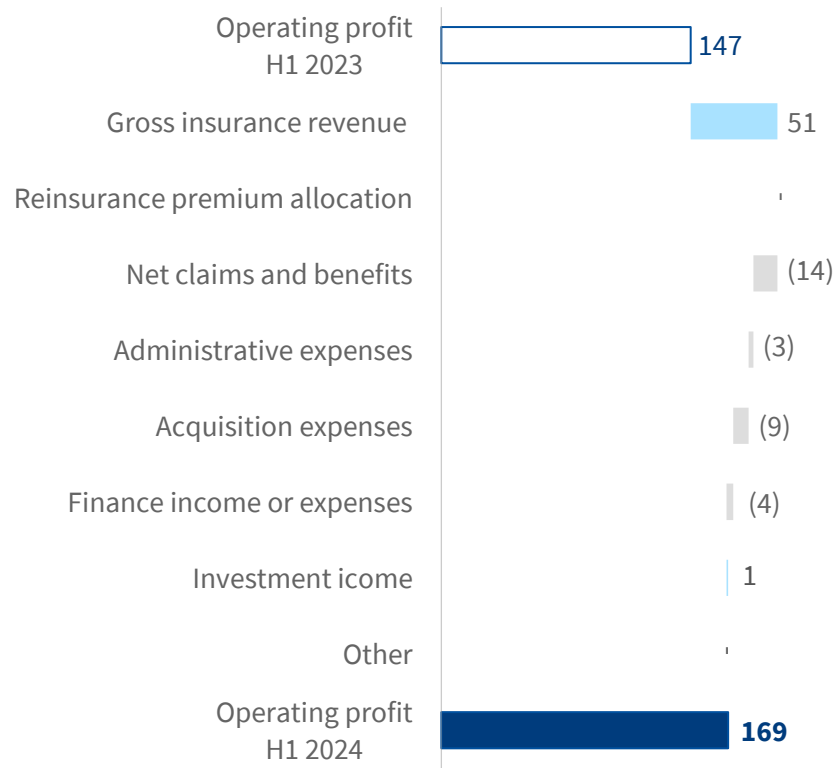 Operating profit
H1 2023
147
Gross insurance revenue
51
Reinsurance premium allocation
-
Net claims and benefits
(14)
Administrative expenses
(3)
Acquisition expenses
(9)
Finance income or expenses
(4)
Investment icome
1
Other
-
Operating profit
H1 2024
169